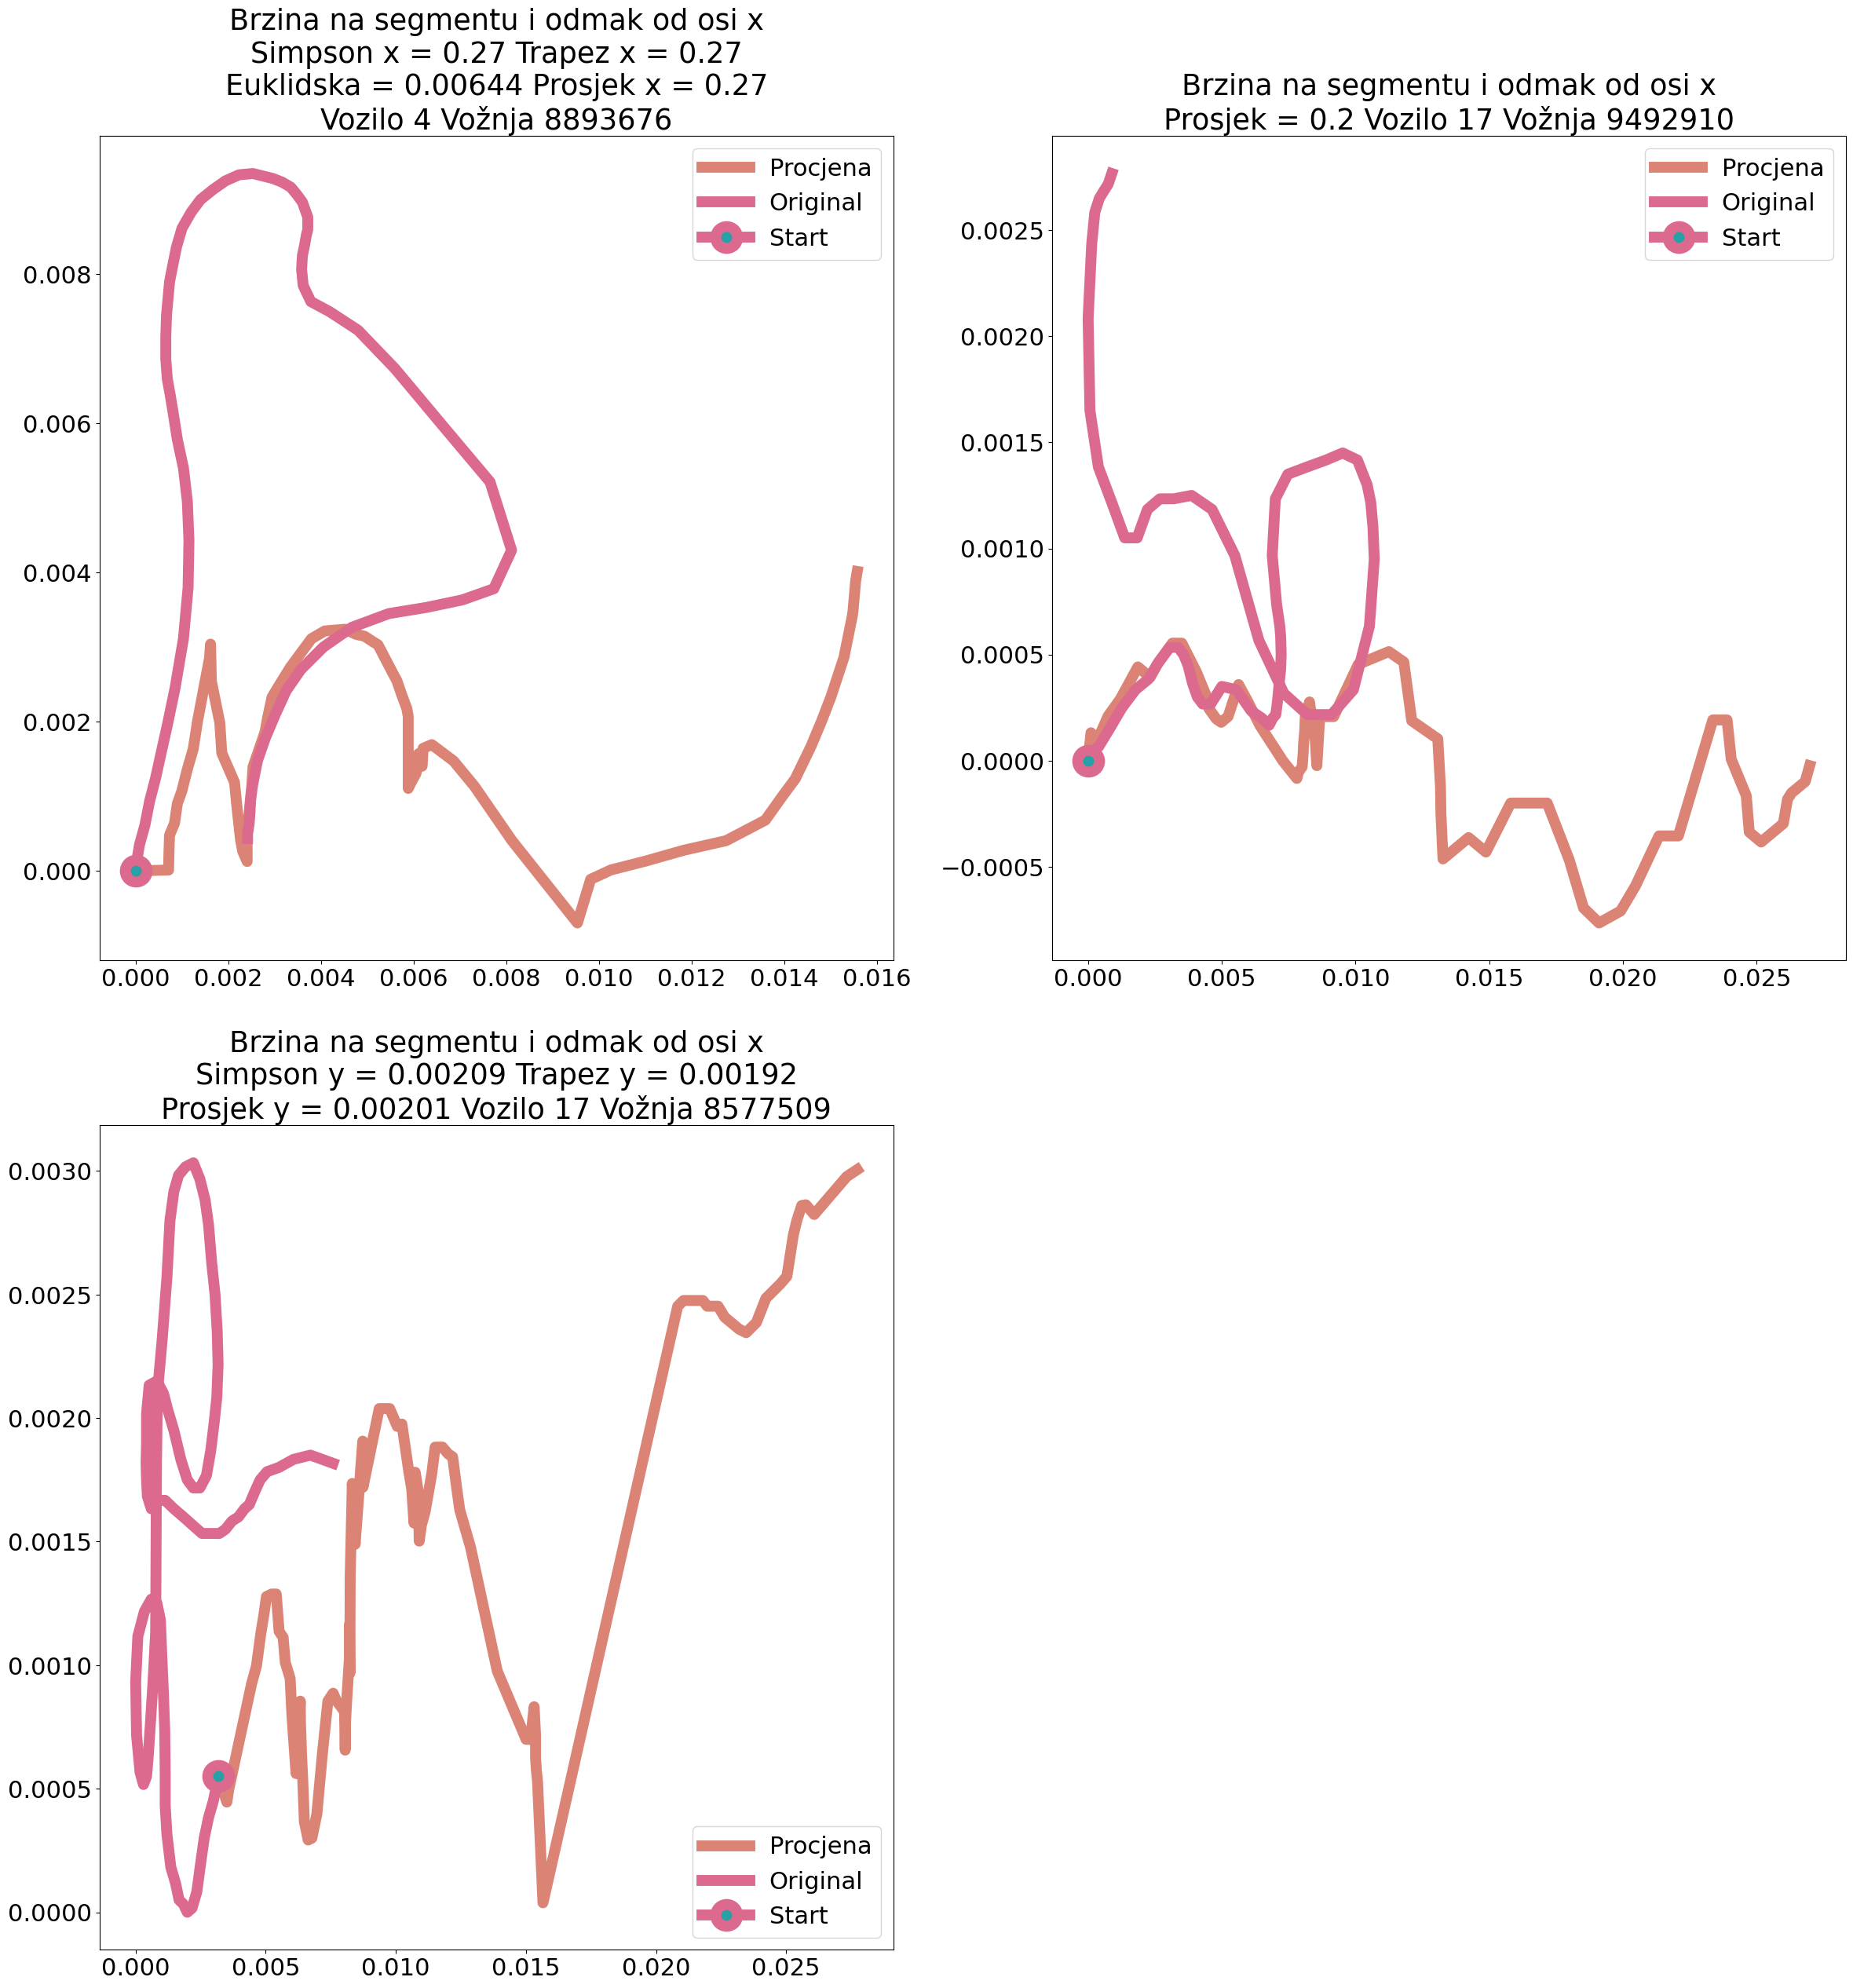 Brzina na segmentu i odmak od osi x
Simpson x = 0.27 Trapez x = 0.27
Euklidska = 0.00644 Prosjek x = 0.27
Vozilo 4 Vožnja 8893676
Procjena
Original
Start
0.008
0.006
0.004
0.002
0.000
0.000 0.002 0.004 0.006 0.008 0.010 0.012 0.014 0.016
Brzina na segmentu i odmak od osi x
Prosjek = 0.2 Vozilo 17 Vožnja 9492910
Procjena
Original
Start
0.0025
0.0020
0.0015
0.0010
0.0005
0.0000
−0.0005
0.000 0.005 0.010 0.015 0.020 0.025
Brzina na segmentu i odmak od osi x
Simpson y = 0.00209 Trapez y = 0.00192
Prosjek y = 0.00201 Vozilo 17 Vožnja 8577509
0.0030
0.0025
0.0020
0.0015
0.0010
0.0005
0.0000
Procjena
Original
Start
0.000 0.005 0.010 0.015 0.020 0.025